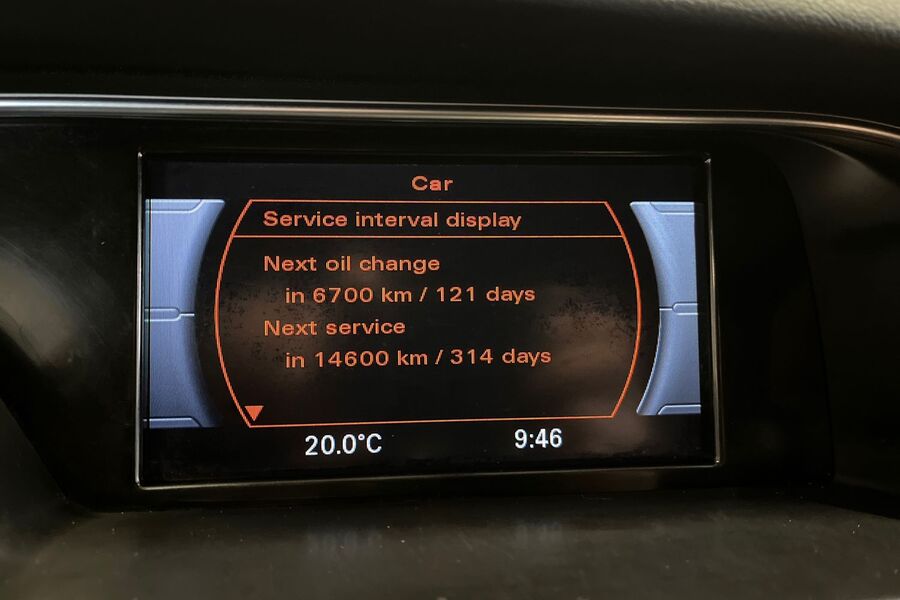 Car
Service interval display
Next oil change
in 6700 km / 121 days
Next service
in 14600 km / 314 days
20.0°C 9:46